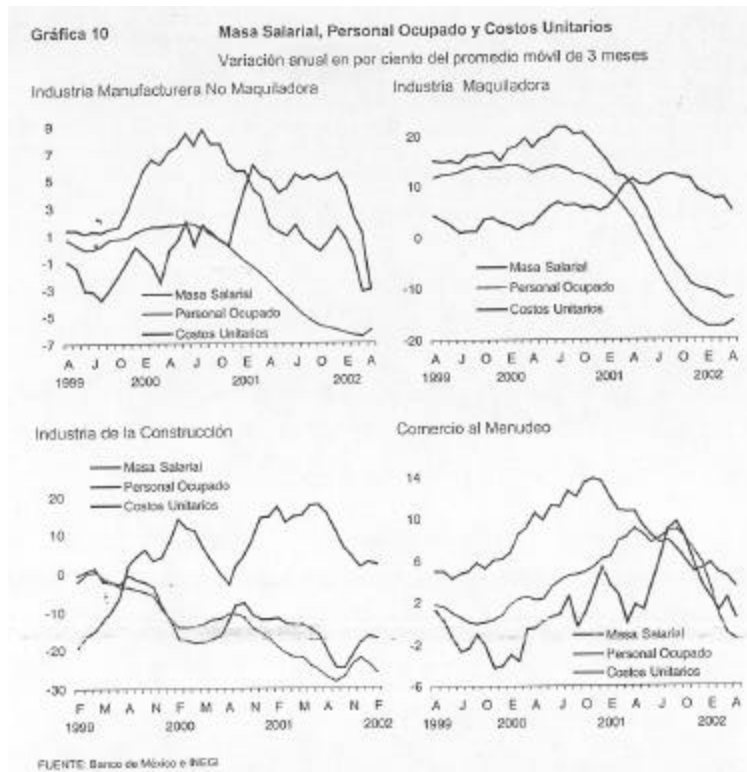 Gráfica 10
Masa Salarial, Personal Ocupado y Costos Unitarios
Variación anual en por ciento del promedio móvil de 3 meses
Industria Manufacturera No Maquiladora
9
7
5
3
1
-1
-3
-5
-7
Masa Salarial
Personal Ocupado
Costos Unitarios
A J O E A J O E A J O E A
1999 2000 2001 2002
Industria Maquiladora
20
10
0
-10
-20
Masa Salarial
Personal Ocupado
Costos Unitarios
A J O E A J O E A J O E A
1999 2000 2001 2002
Industria de la Construcción
Masa Salarial
Personal Ocupado
Costos Unitarios
20
10
0
-10
-20
-30
F M A N F M A N F M A N F
1999 2000 2001 2002
Comercio al Menudeo
14
10
6
2
-2
-6
Masa Salarial
Personal Ocupado
Costos Unitarios
A J O E A J O E A J O E A
1999 2000 2001 2002
FUENTE: Banco de México e INEGI